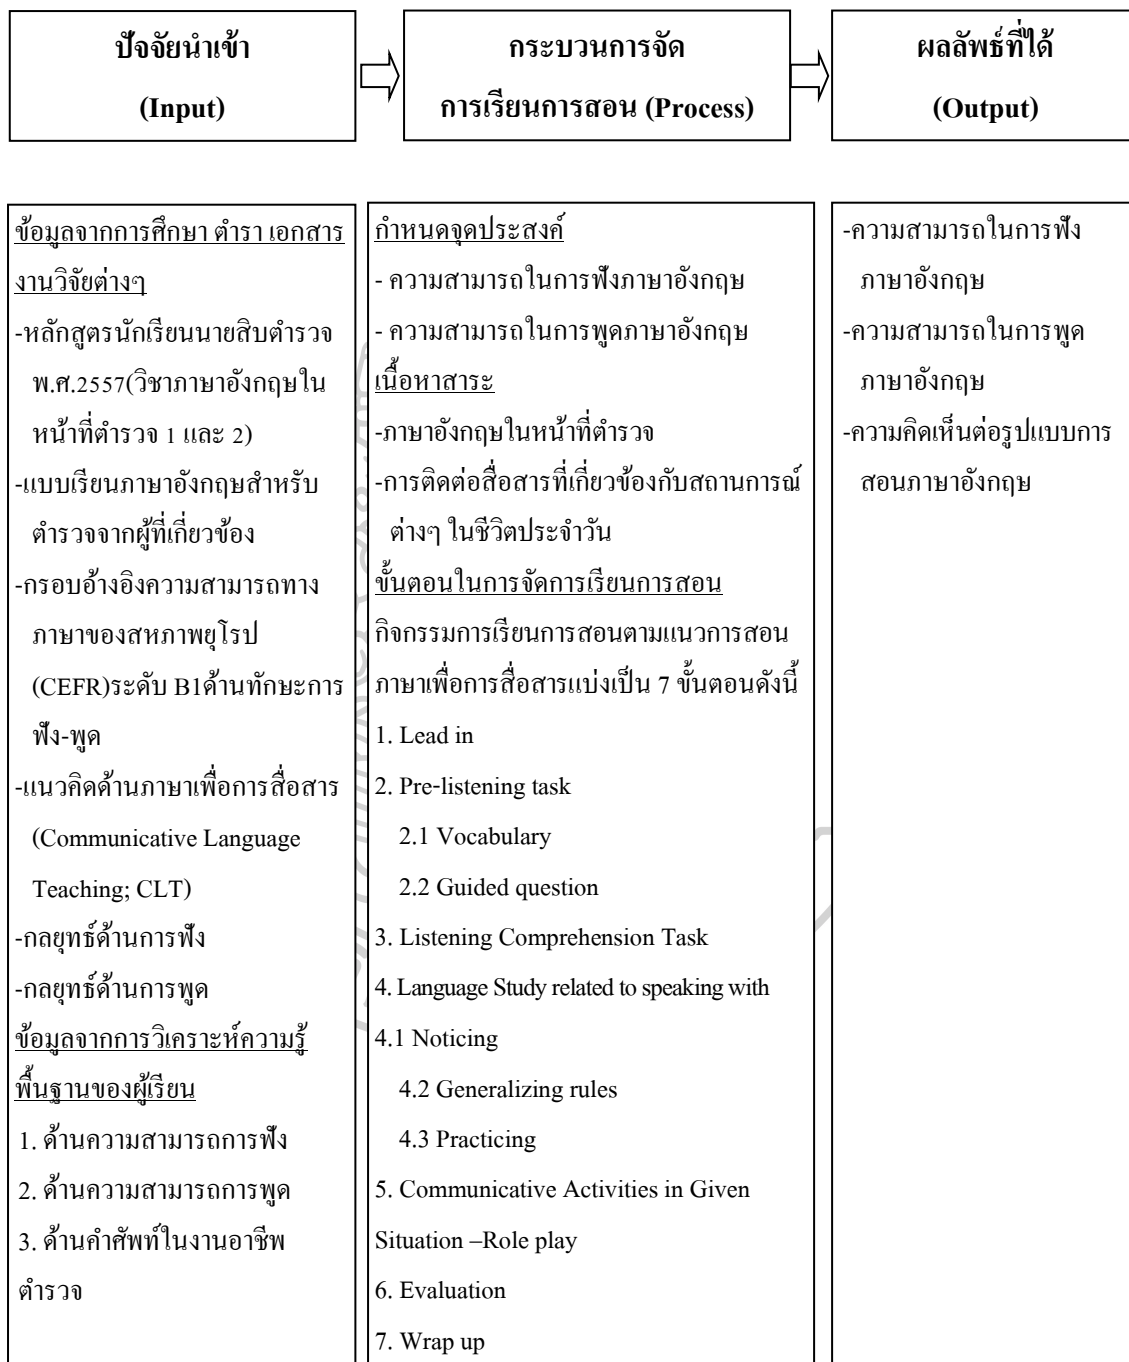 ปัจจัยนำเข้า
(Input)
กระบวนการจัด
การเรียนการสอน (Process)
ผลลัพธ์ที่ได้
(Output)
ข้อมูลจากการศึกษา ตำรา เอกสาร
งานวิจัยต่างๆ
-หลักสูตรนักเรียนนายสิบตำรวจ
พ.ศ.2557(วิชาภาษาอังกฤษใน
หน้าที่ตำรวจ 1 และ 2)
-แบบเรียนภาษาอังกฤษสำหรับ
ตำรวจจากผู้ที่เกี่ยวข้อง
-กรอบอ้างอิงความสามารถทาง
ภาษาของสหภาพยุโรป
(CEFR)ระดับ B1ด้านทักษะการ
ฟัง-พูด
-แนวคิดด้านภาษาเพื่อการสื่อสาร
(Communicative Language
Teaching; CLT)
-กลยุทธ์ด้านการฟัง
-กลยุทธ์ด้านการพูด
ข้อมูลจากการวิเคราะห์ความรู้
พื้นฐานของผู้เรียน
1. ด้านความสามารถการฟัง
2. ด้านความสามารถการพูด
3. ด้านคำศัพท์ในงานอาชีพ
ตำรวจ
กำหนดจุดประสงค์
- ความสามารถในการฟังภาษาอังกฤษ
- ความสามารถในการพูดภาษาอังกฤษ
เนื้อหาสาระ
-ภาษาอังกฤษในหน้าที่ตำรวจ
-การติดต่อสื่อสารที่เกี่ยวข้องกับสถานการณ์
ต่างๆ ในชีวิตประจำวัน
ขั้นตอนในการจัดการเรียนการสอน
กิจกรรมการเรียนการสอนตามแนวการสอน
ภาษาเพื่อการสื่อสารแบ่งเป็น 7 ขั้นตอนดังนี้
1. Lead in
2. Pre-listening task
2.1 Vocabulary
2.2 Guided question
3. Listening Comprehension Task
4. Language Study related to speaking with
4.1 Noticing
4.2 Generalizing rules
4.3 Practicing
5. Communicative Activities in Given
Situation –Role play
6. Evaluation
7. Wrap up
-ความสามารถในการฟัง
ภาษาอังกฤษ
-ความสามารถในการพูด
ภาษาอังกฤษ
-ความคิดเห็นต่อรูปแบบการ
สอนภาษาอังกฤษ